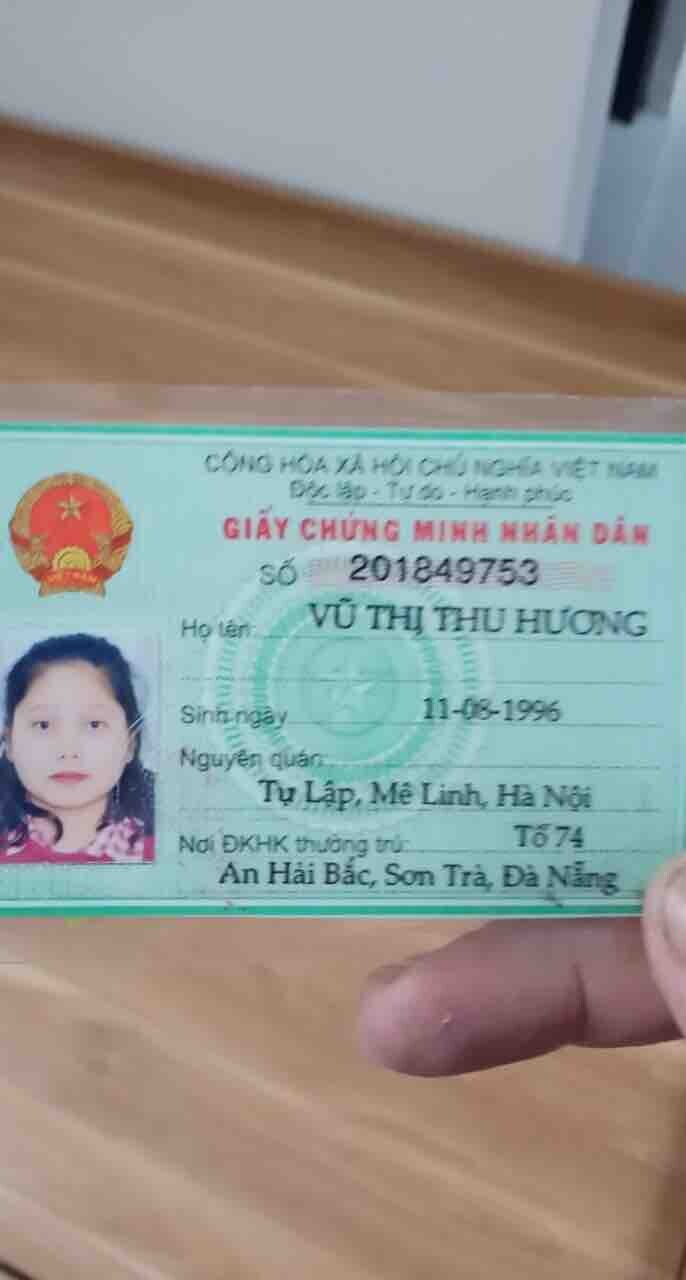 CỘNG HÒA XÃ HỘI CHỦ NGHĨA VIỆT NAM
Độc lập - Tự do - Hạnh phúc
GIẤY CHỨNG MINH NHÂN DÂN
SỐ 201849753
Họ tên: VŨ THỊ THU HƯƠNG
Sinh ngày 11-08-1996
Nguyên quán:
Tự Lập, Mê Linh, Hà Nội
Nơi ĐKHK thường trú: Tổ 74
An Hải Bắc, Sơn Trà, Đà Nẵng
VIỆT NAM